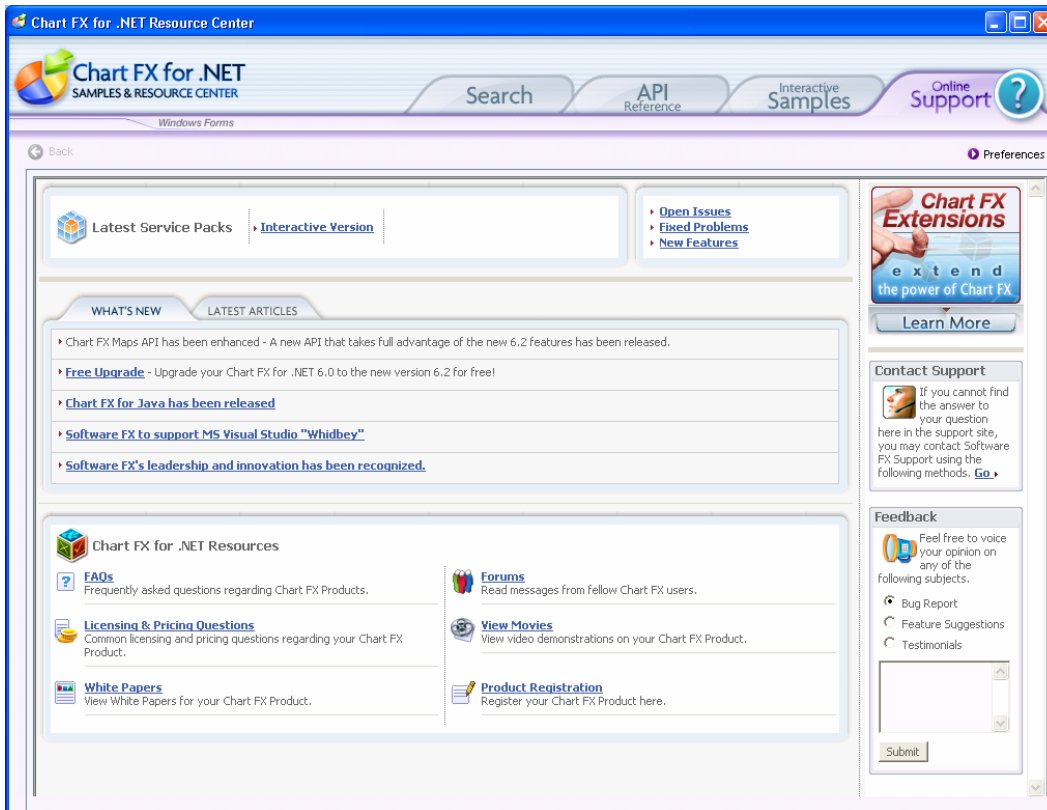 Chart FX for .NET Resource Center
Chart FX for .NET
SAMPLES & RESOURCE CENTER
Windows Forms
Search
API
Reference
Interactive
Samples
Online
Support
?
Back
Preferences
Latest Service Packs
Interactive Version
Open Issues
Fixed Problems
New Features
WHAT'S NEW
LATEST ARTICLES
Chart FX Maps API has been enhanced - A new API that takes full advantage of the new 6.2 features has been released.
Free Upgrade - Upgrade your Chart FX for .NET 6.0 to the new version 6.2 for free!
Chart FX for Java has been released
Software FX to support MS Visual Studio "Whidbey"
Software FX's leadership and innovation has been recognized.
Chart FX for .NET Resources
FAQs
Frequently asked questions regarding Chart FX Products.
Licensing & Pricing Questions
Common licensing and pricing questions regarding your Chart FX
Product.
White Papers
View White Papers for your Chart FX Product.
Forums
Read messages from fellow Chart FX users.
View Movies
View video demonstrations on your Chart FX Product.
Product Registration
Register your Chart FX Product here.
Chart FX
Extensions
extend
the power of Chart FX
Learn More
Contact Support
If you cannot find
the answer to
your question
here in the support site,
you may contact Software
FX Support using the
following methods. Go
Feedback
Feel free to voice
your opinion on
any of the
following subjects.
Bug Report
Feature Suggestions
Testimonials
Submit